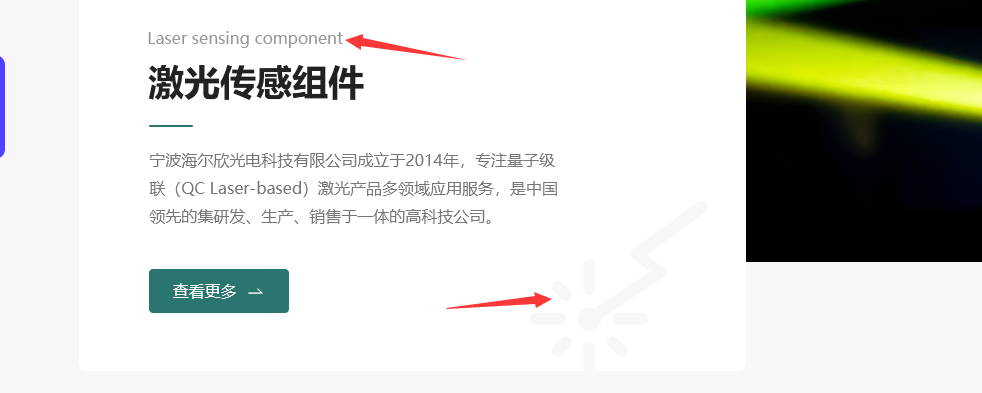 Laser sensing component
激光传感组件
宁波海尔欣光电科技有限公司成立于2014年，专注量子级
联（QC Laser-based）激光产品多领域应用服务，是中国
领先的集研发、生产、销售于一体的高科技公司。
查看更多 →